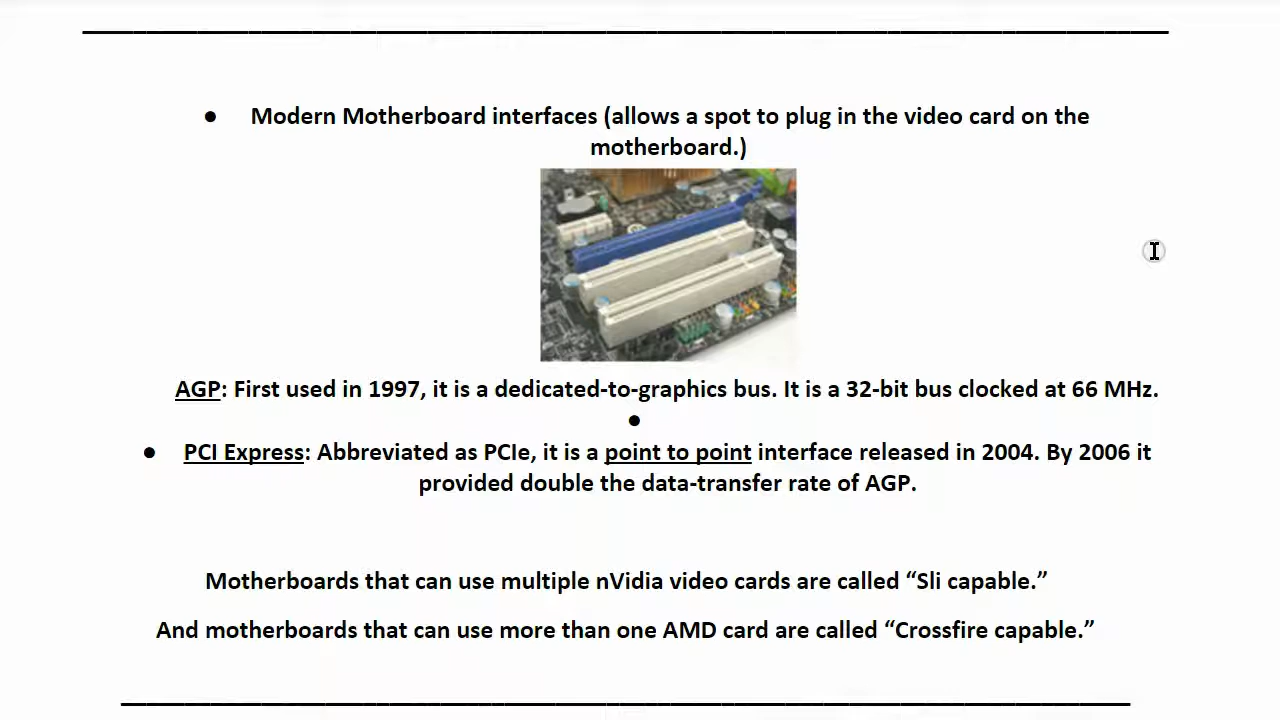 ● Modern Motherboard interfaces (allows a spot to plug in the video card on the
motherboard.)
AGP: First used in 1997, it is a dedicated-to-graphics bus. It is a 32-bit bus clocked at 66 MHz.
●
● PCI Express: Abbreviated as PCIe, it is a point to point interface released in 2004. By 2006 it
provided double the data-transfer rate of AGP.
Motherboards that can use multiple nVidia video cards are called “Sli capable.”
And motherboards that can use more than one AMD card are called “Crossfire capable.”